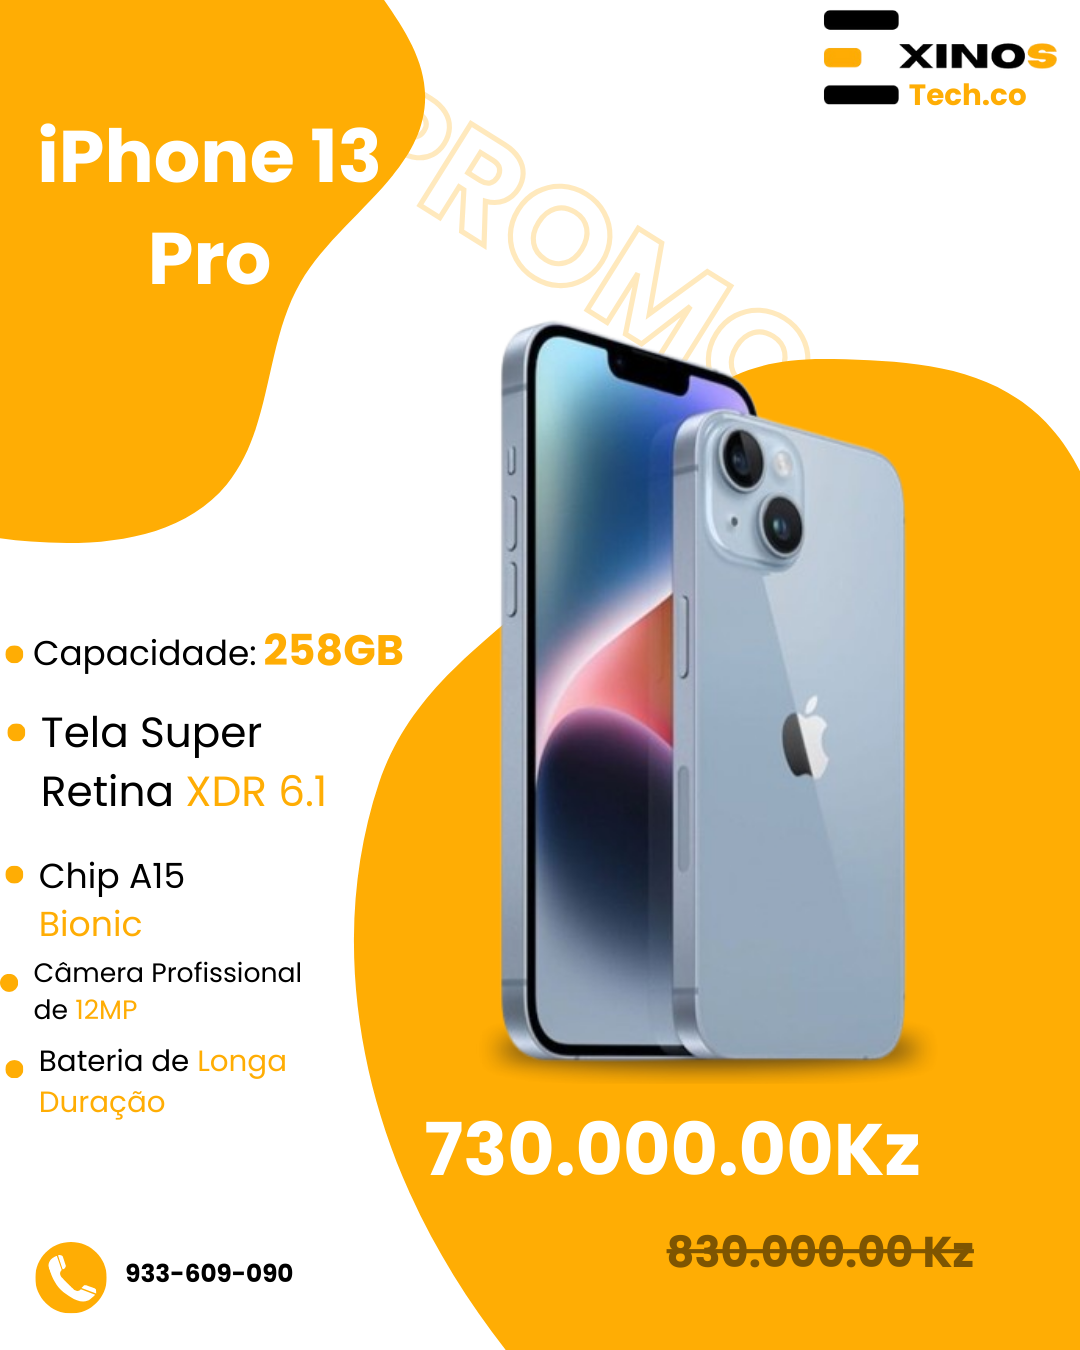 XINOS
Tech.co
iPhone 13
Pro
PROMO
Capacidade: 258GB
Tela Super
Retina XDR 6.1
Chip A15
Bionic
Câmera Profissional
de 12MP
Bateria de Longa
Duração
730.000.00Kz
830.000.00 Kz
933-609-090